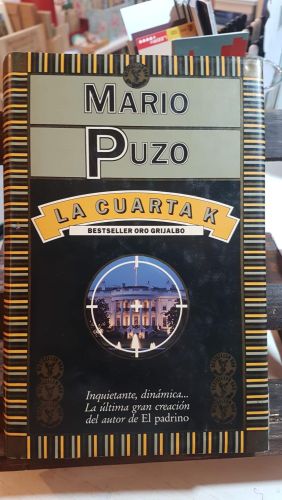 MARIO
PUZO
LA CUARTA K
BESTSELLER ORO GRIJALBO
Inquietante, dinámica...
La última gran creación
del autor de El padrino